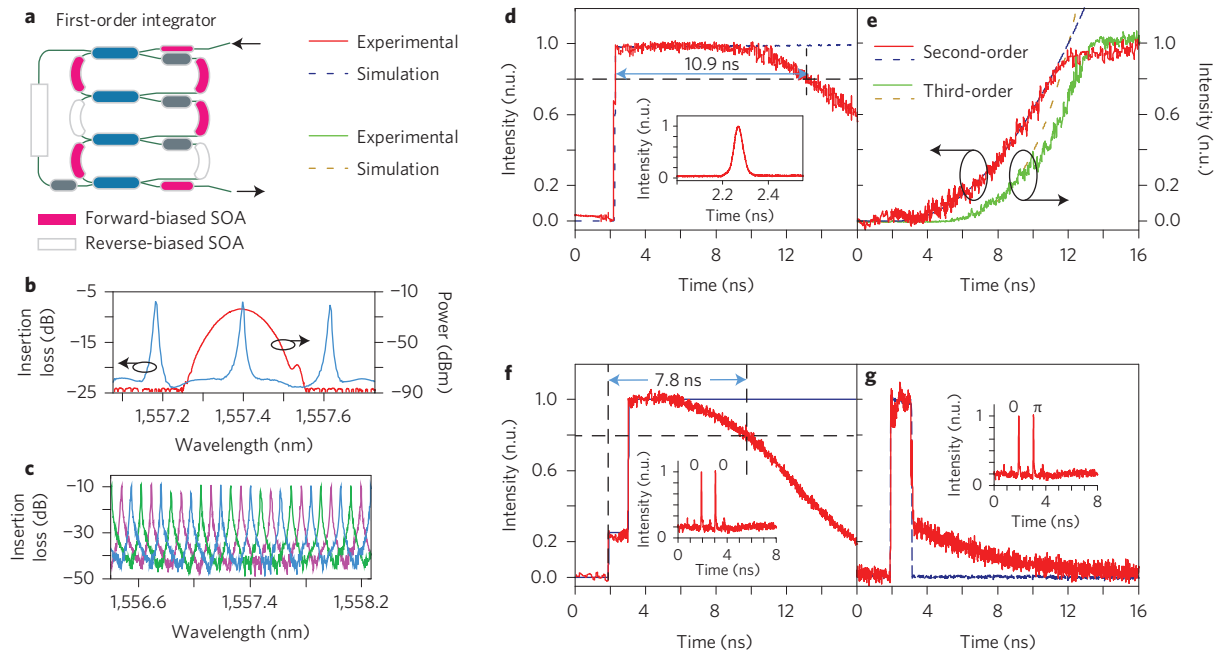 a
First-order integrator
Experimental
Simulation
Experimental
Simulation
Forward-biased SOA
Reverse-biased SOA
b
Insertion
loss (dB)
−5
−15
−25
−10
−50
−90
Power
(dBm)
1,557.2
1,557.4
1,557.6
Wavelength (nm)
c
Insertion
loss (dB)
−10
−30
−50
1,556.6
1,557.4
1,558.2
Wavelength (nm)
d
Intensity (n.u.)
1.0
0.6
0.2
0.0
10.9 ns
Intensity
(n.u.)
1
0
2.0
2.4
Time (ns)
0
4
8
12
Time (ns)
e
Second-order
Third-order
1.0
0.8
0.6
0.4
0.2
0.0
Intensity
(n.u.)
0
4
8
12
16
Time (ns)
f
Intensity (n.u.)
1.0
0.6
0.2
0.0
7.8 ns
0 0
Intensity
(n.u.)
1
0
0
4
8
Time (ns)
0
4
8
12
Time (ns)
g
0 π
Intensity
(n.u.)
1
0
0
4
8
Time (ns)
0
4
8
12
16
Time (ns)